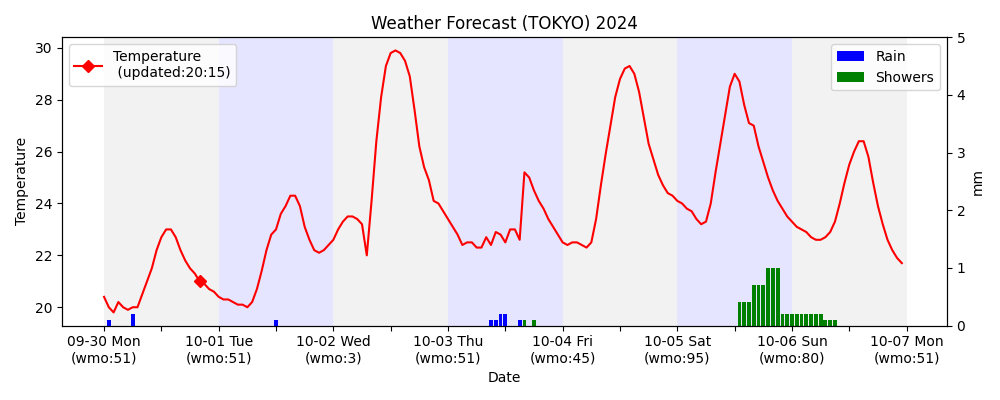 Weather Forecast (TOKYO) 2024
Temperature
(updated:20:15)
Rain
Showers
30
28
26
24
22
20
Temperature
5
4
3
2
1
0
mm
09-30 Mon
(wmo:51)
10-01 Tue
(wmo:51)
10-02 Wed
(wmo:3)
10-03 Thu
(wmo:51)
10-04 Fri
(wmo:45)
10-05 Sat
(wmo:95)
10-06 Sun
(wmo:80)
10-07 Mon
(wmo:51)
Date